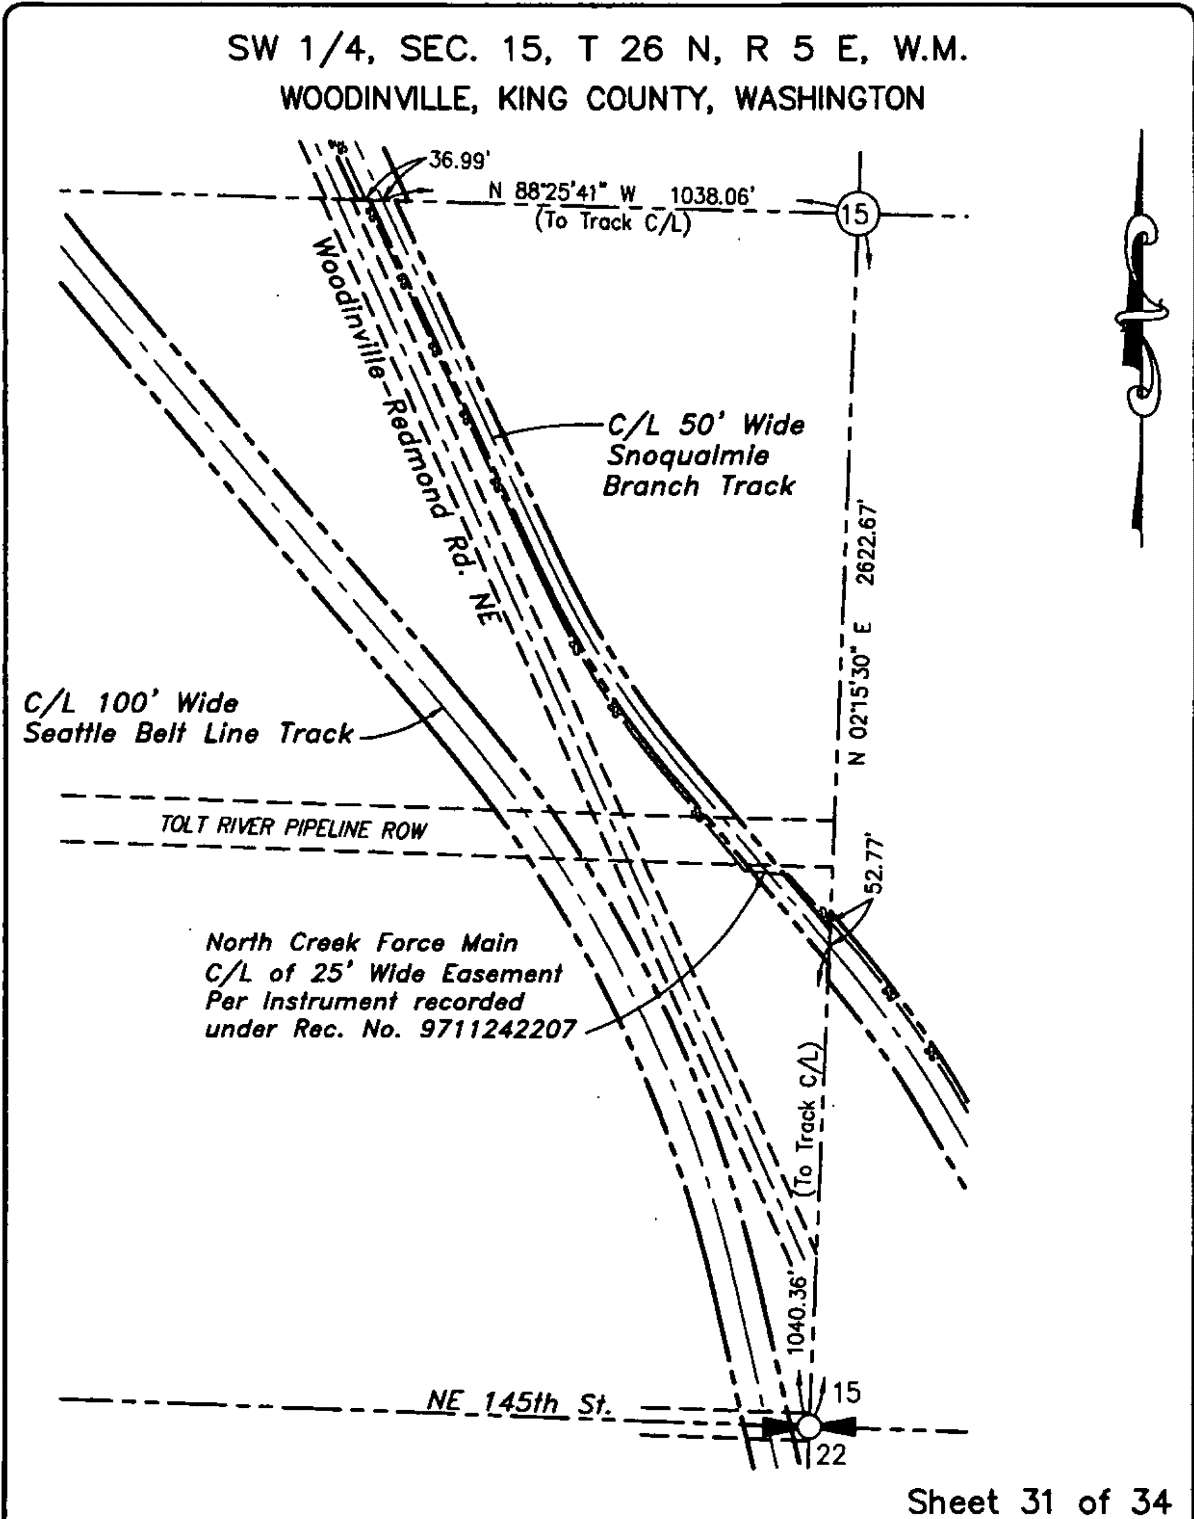 SW 1/4, SEC. 15, T 26 N, R 5 E, W.M.
WOODINVILLE, KING COUNTY, WASHINGTON
36.99'
N 88°25'41" W 1038.06'
(To Track C/L)
15
Woodinville-Redmond Rd. NE
C/L 50' Wide
Snoqualmie
Branch Track
N 02°15'30" E 2622.67'
C/L 100' Wide
Seattle Belt Line Track
TOLT RIVER PIPELINE ROW
52.77'
North Creek Force Main
C/L of 25' Wide Easement
Per Instrument recorded
under Rec. No. 9711242207
(To Track C/L)
1040.36'
NE 145th St.
15
22
Sheet 31 of 34